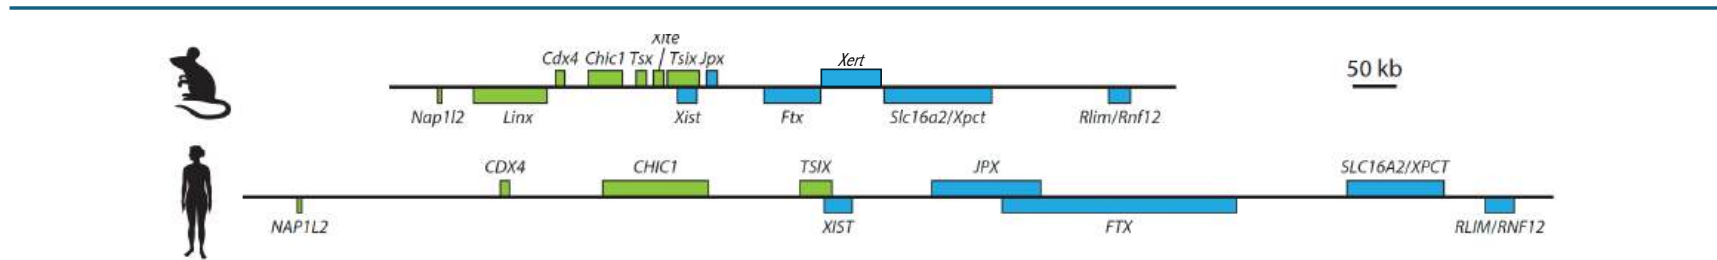 Xite
Cdx4 Chic1 Tsx Tsix Jpx Xert
50 kb
Nap1l2 Linx Xist Ftx Slc16a2/Xpct Rlim/Rnf12
CDX4 CHIC1 TSIX JPX SLC16A2/XPCT
NAP1L2 XIST FTX RLIM/RNF12